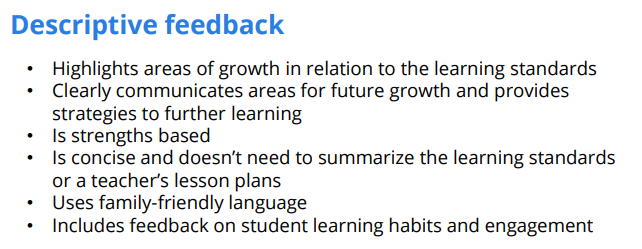 Descriptive feedback
• Highlights areas of growth in relation to the learning standards
• Clearly communicates areas for future growth and provides
strategies to further learning
• Is strengths based
• Is concise and doesn’t need to summarize the learning standards
or a teacher’s lesson plans
• Uses family-friendly language
• Includes feedback on student learning habits and engagement